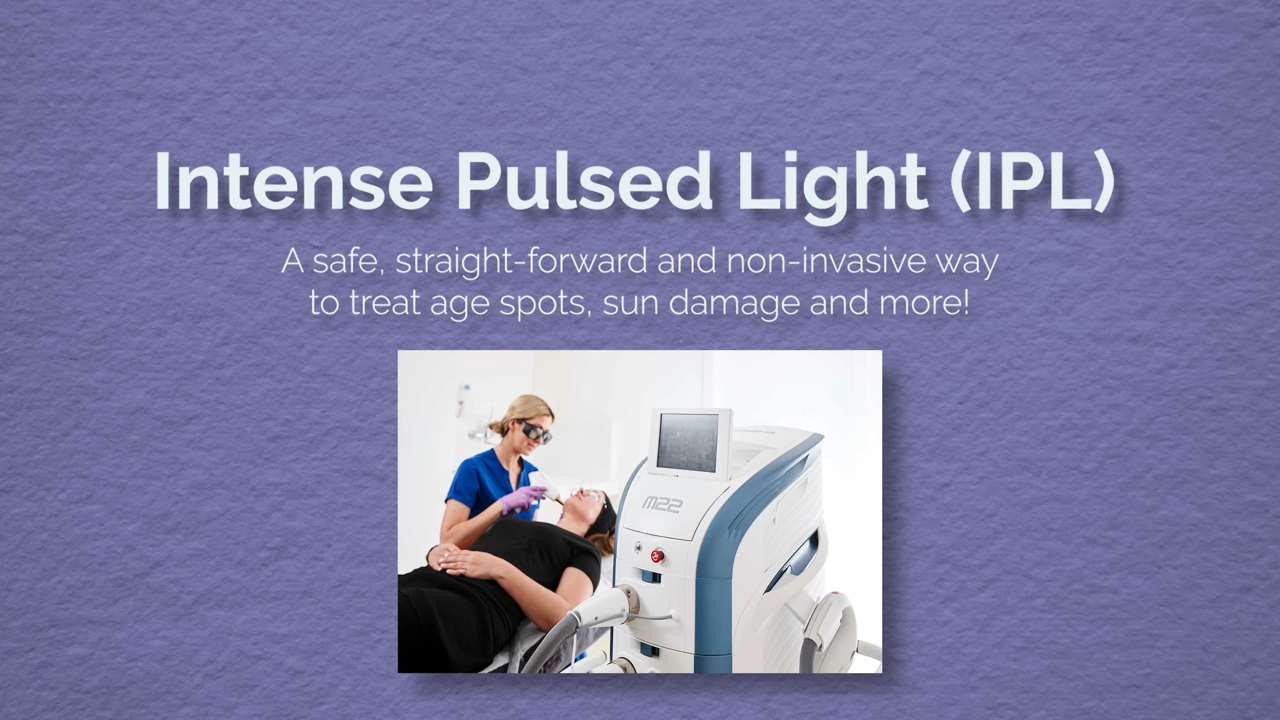 Intense Pulsed Light (IPL)
A safe, straight-forward and non-invasive way
to treat age spots, sun damage and more!
M22